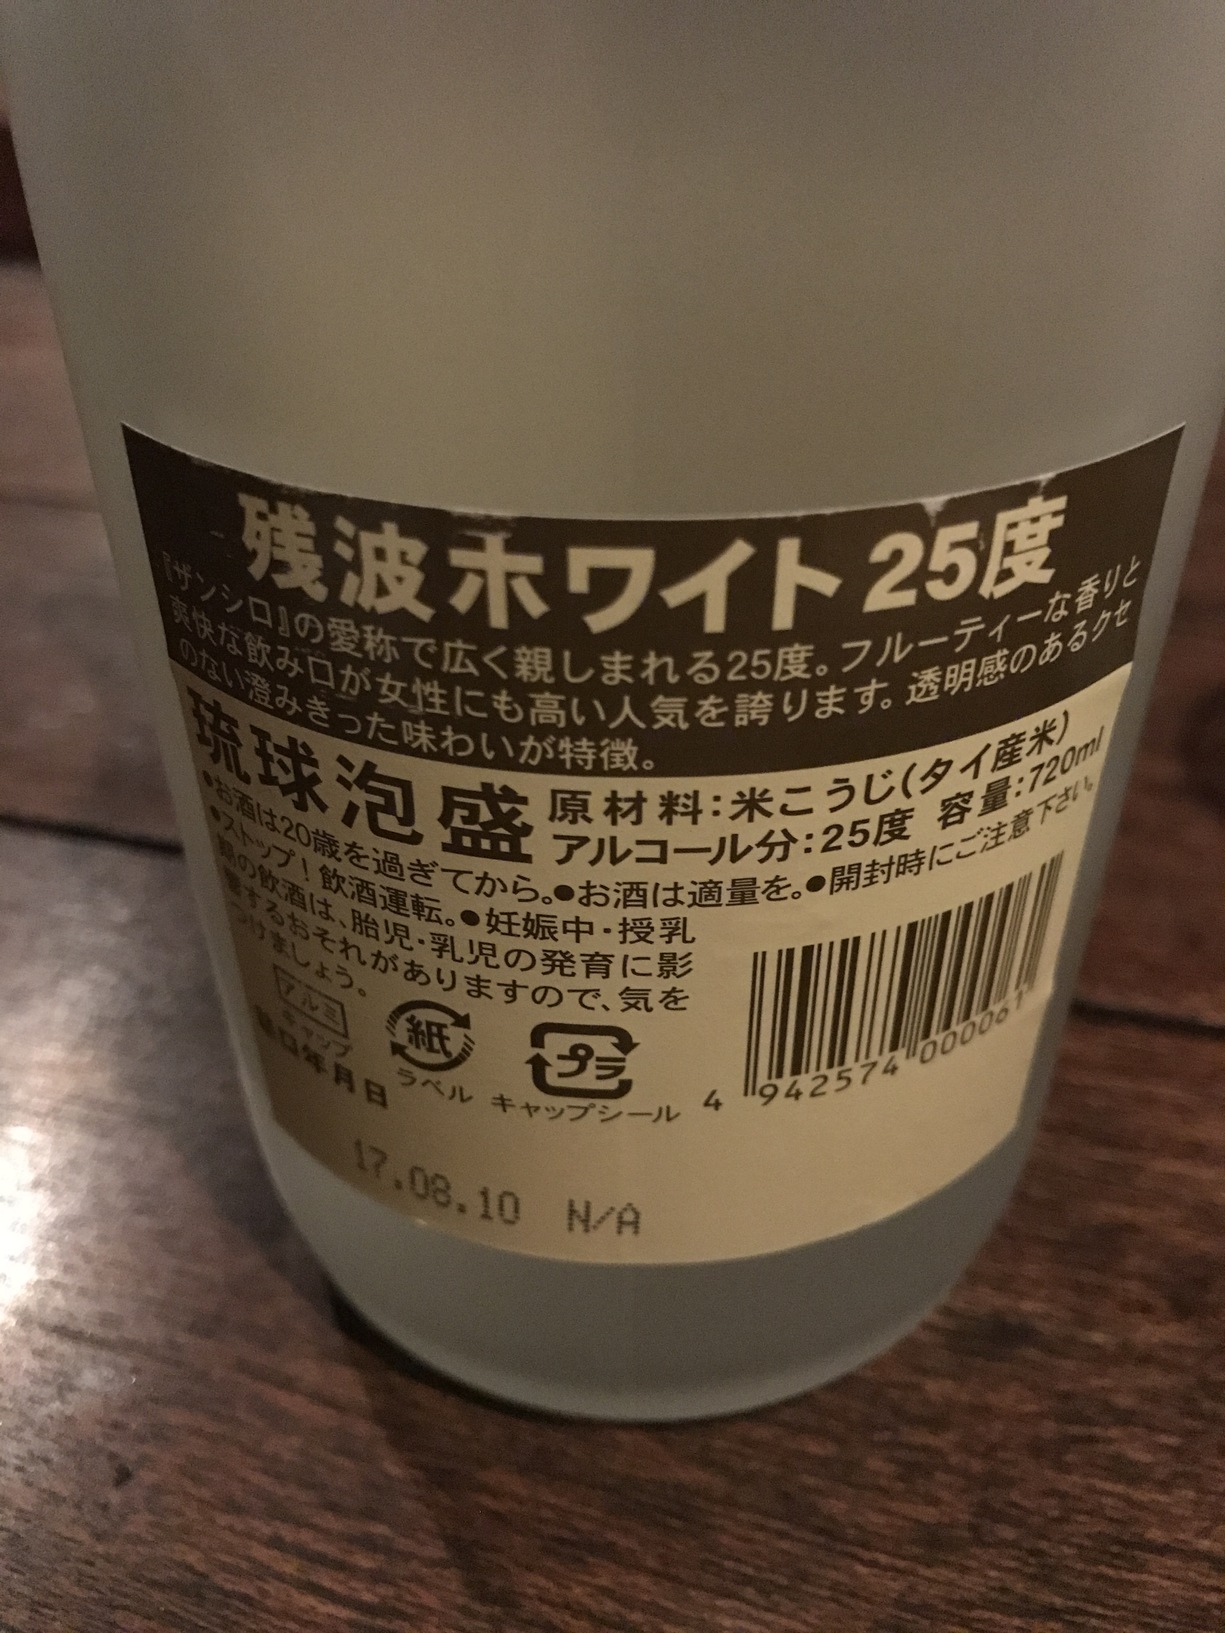 残波ホワイト 25度
『ザンシロ』の愛称で広く親しまれる25度。フルーティーな香りと
爽快な飲み口が女性にも高い人気を誇ります。透明感のあるクセ
のない澄みきった味わいが特徴。
琉球泡盛
原材料:米こうじ(タイ産米)
アルコール分:25度 容量:720ml
●お酒は20歳を過ぎてから。●お酒は適量を。●開封時にご注意下さい。
●ストップ!飲酒運転。●妊娠中・授乳
期の飲酒は、胎児・乳児の発育に影
響するおそれがありますので、気を
つけましょう。
アルミ
キャップ
紙
ラベル
プラ
キャップシール
年月日
4 942574 000061
17.08.10 N/A